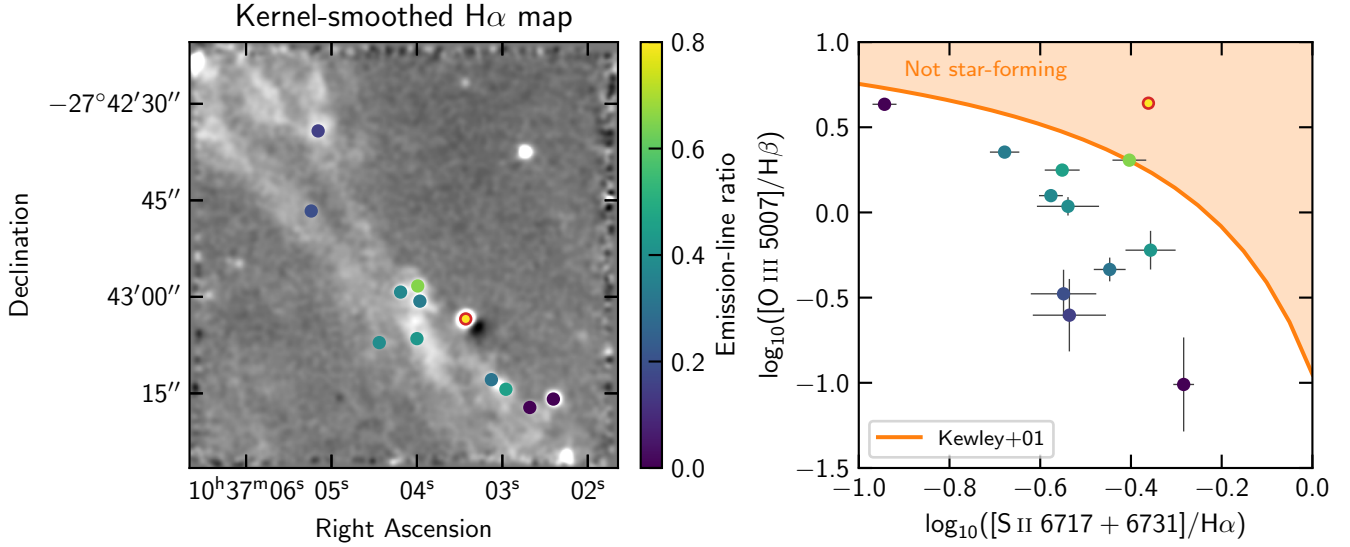 Kernel-smoothed Hα map
Declination
−27°42′30″
45″
43′00″
15″
10ʰ37ᵐ06ˢ 05ˢ 04ˢ 03ˢ 02ˢ
Right Ascension
0.8
0.6
0.4
0.2
0.0
Emission-line ratio
log₁₀([O III 5007]/Hβ)
1.0
0.5
0.0
−0.5
−1.0
−1.5
Not star-forming
Kewley+01
−1.0 −0.8 −0.6 −0.4 −0.2 0.0
log₁₀([S II 6717 + 6731]/Hα)